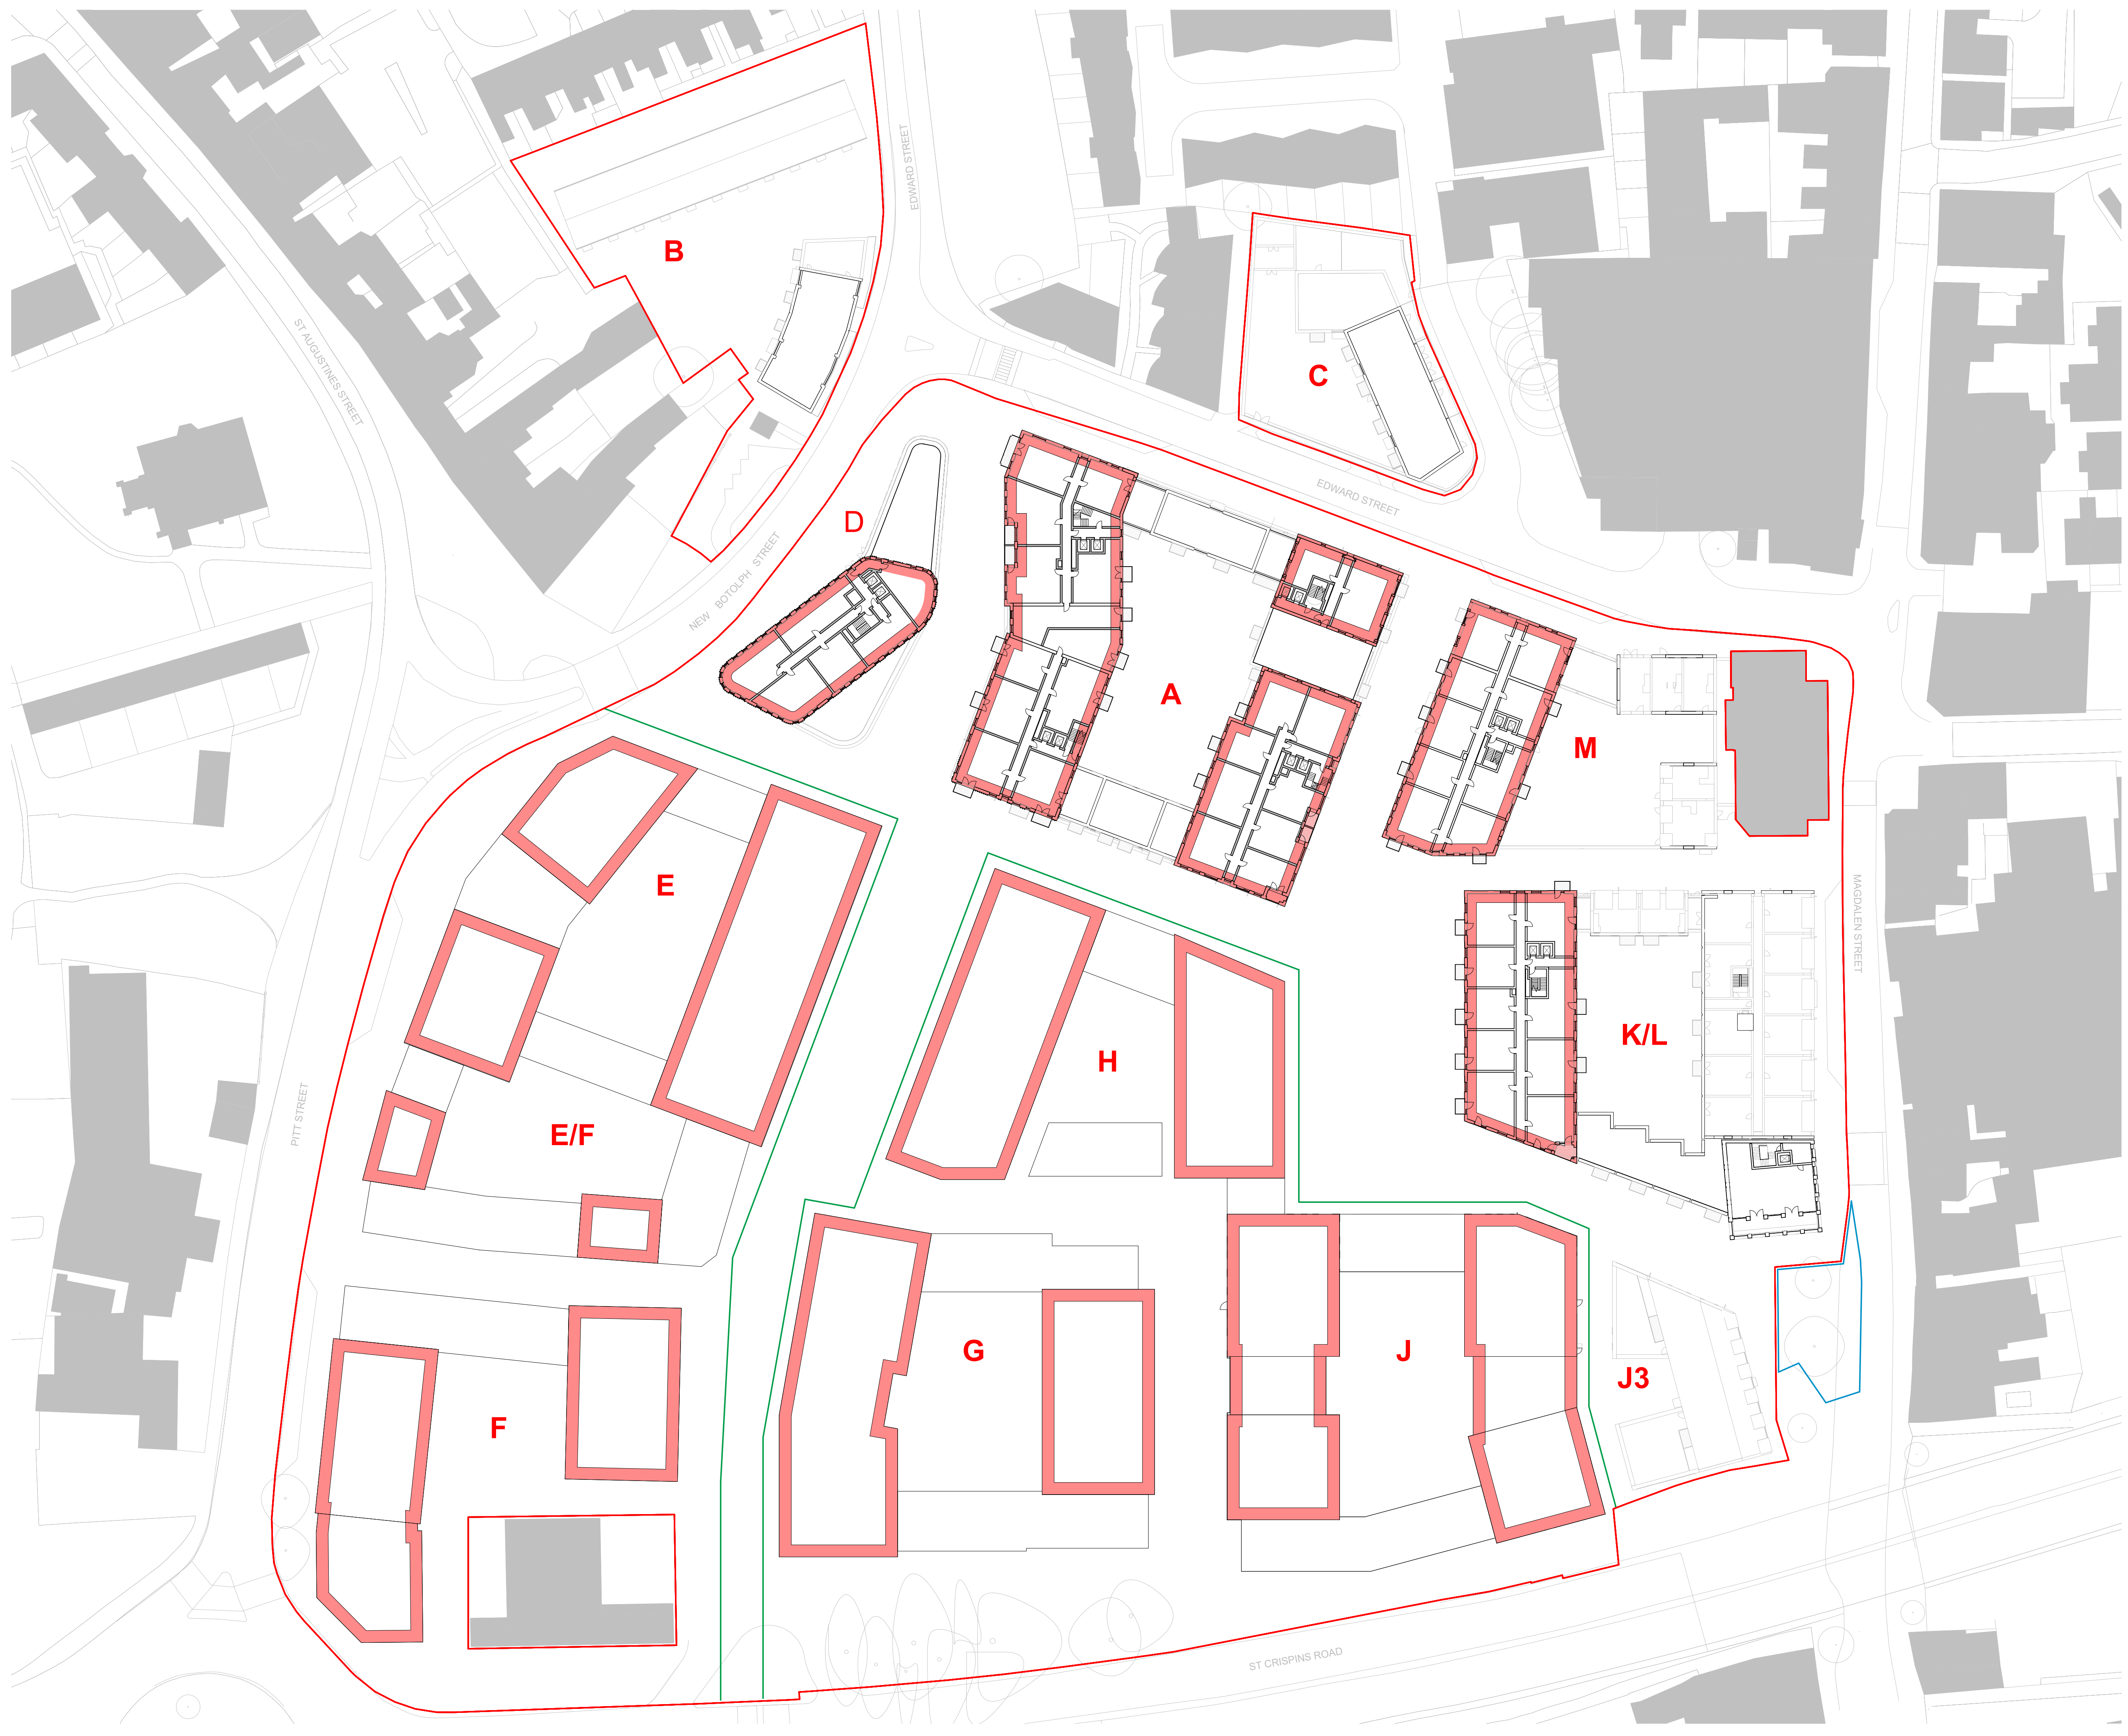 EDWARD STREET
B
ST AUGUSTINES STREET
C
EDWARD STREET
D
NEW BOTOLPH STREET
A
M
E
MAGDALEN STREET
K/L
H
PITT STREET
E/F
G
J
J3
F
ST CRISPINS ROAD